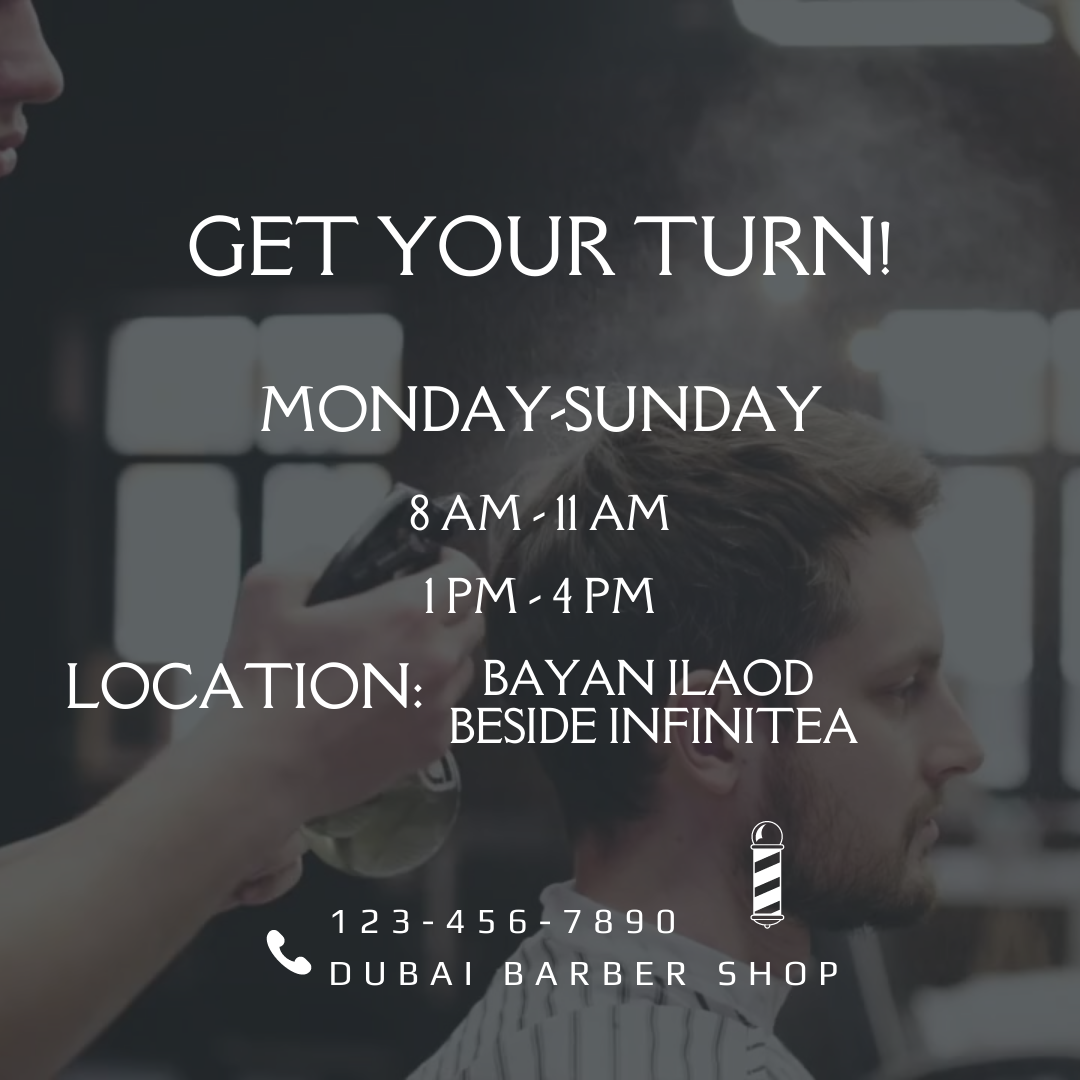 GET YOUR TURN!
MONDAY-SUNDAY
8 AM - 11 AM
1 PM - 4 PM
LOCATION:
BAYAN ILAOD
BESIDE INFINITEA
123-456-7890
DUBAI BARBER SHOP